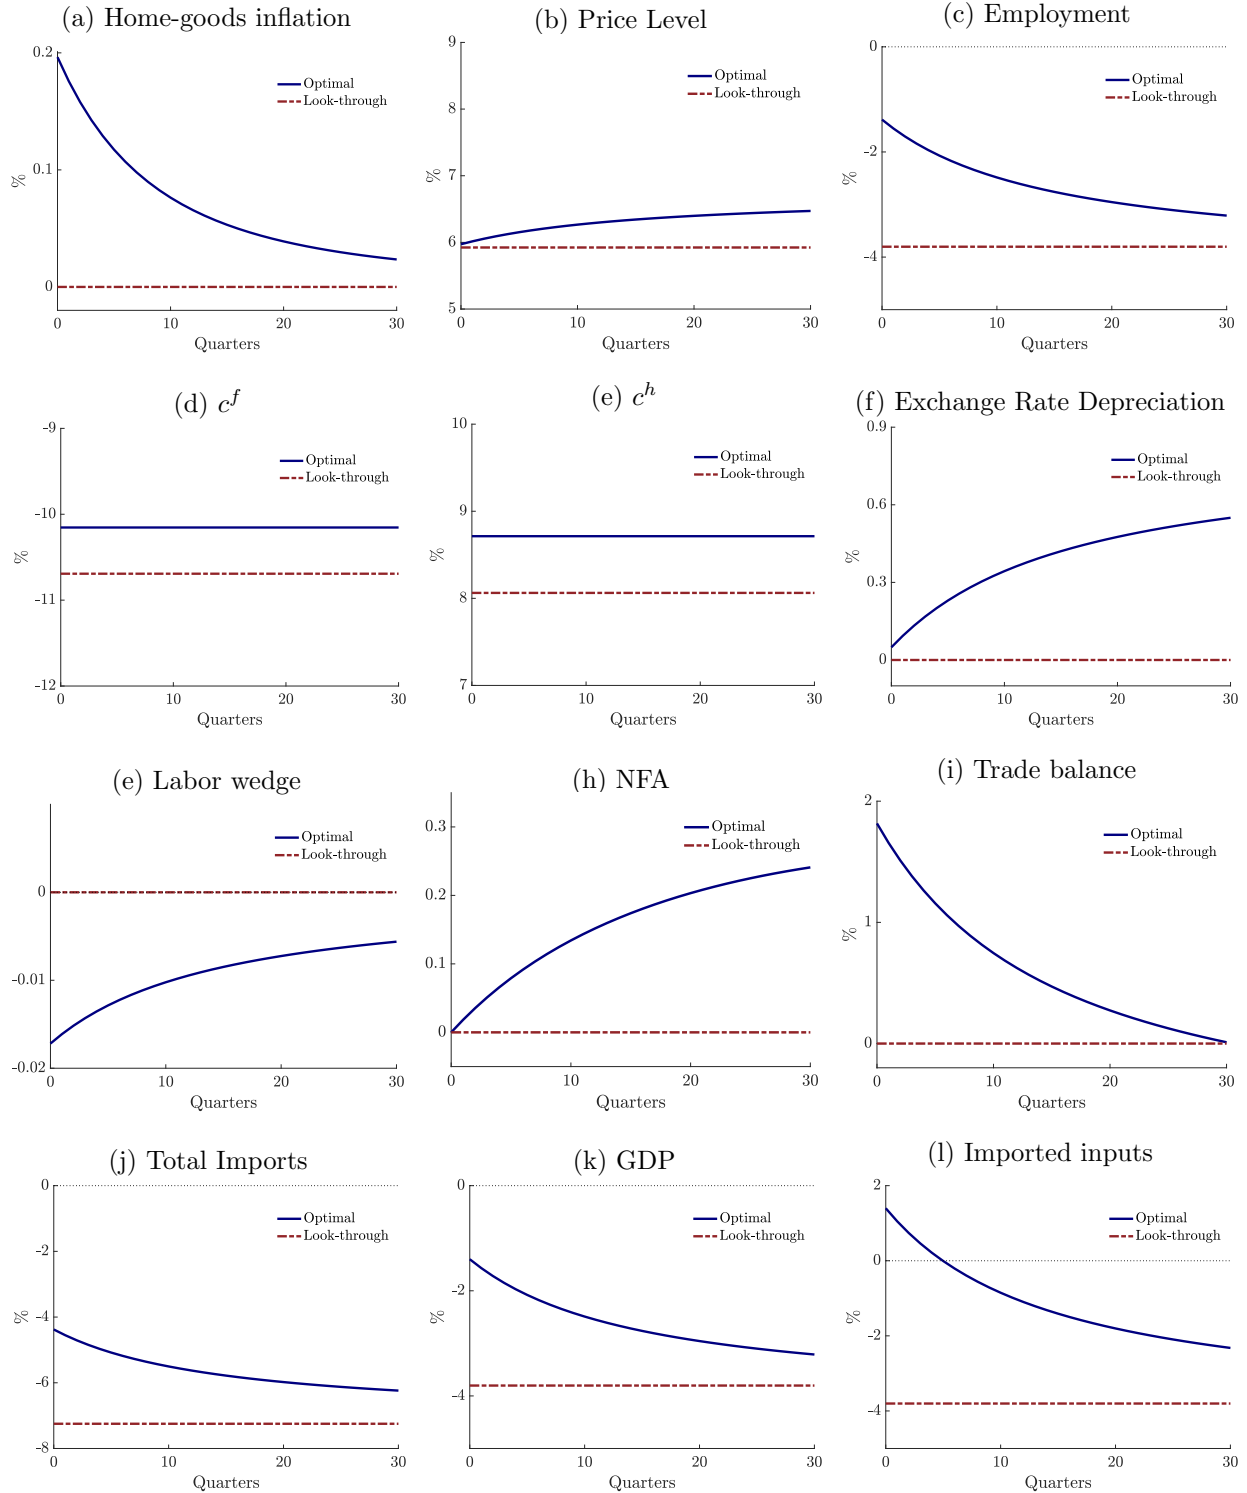 (a) Home-goods inflation
0.2
0.1
0
%
Optimal
Look-through
0
10
20
30
Quarters
(b) Price Level
9
8
7
6
5
%
Optimal
Look-through
0
10
20
30
Quarters
(c) Employment
0
-2
-4
%
Optimal
Look-through
0
10
20
30
Quarters
(d) c^f
-9
-10
-11
-12
%
Optimal
Look-through
0
10
20
30
Quarters
(e) c^h
10
9
8
7
%
Optimal
Look-through
0
10
20
30
Quarters
(f) Exchange Rate Depreciation
0.9
0.6
0.3
0
%
Optimal
Look-through
0
10
20
30
Quarters
(e) Labor wedge
0
-0.01
-0.02
Optimal
Look-through
0
10
20
30
Quarters
(h) NFA
0.3
0.2
0.1
0
Optimal
Look-through
0
10
20
30
Quarters
(i) Trade balance
2
1
0
%
Optimal
Look-through
0
10
20
30
Quarters
(j) Total Imports
0
-2
-4
-6
-8
%
Optimal
Look-through
0
10
20
30
Quarters
(k) GDP
0
-2
-4
%
Optimal
Look-through
0
10
20
30
Quarters
(l) Imported inputs
2
0
-2
-4
%
Optimal
Look-through
0
10
20
30
Quarters